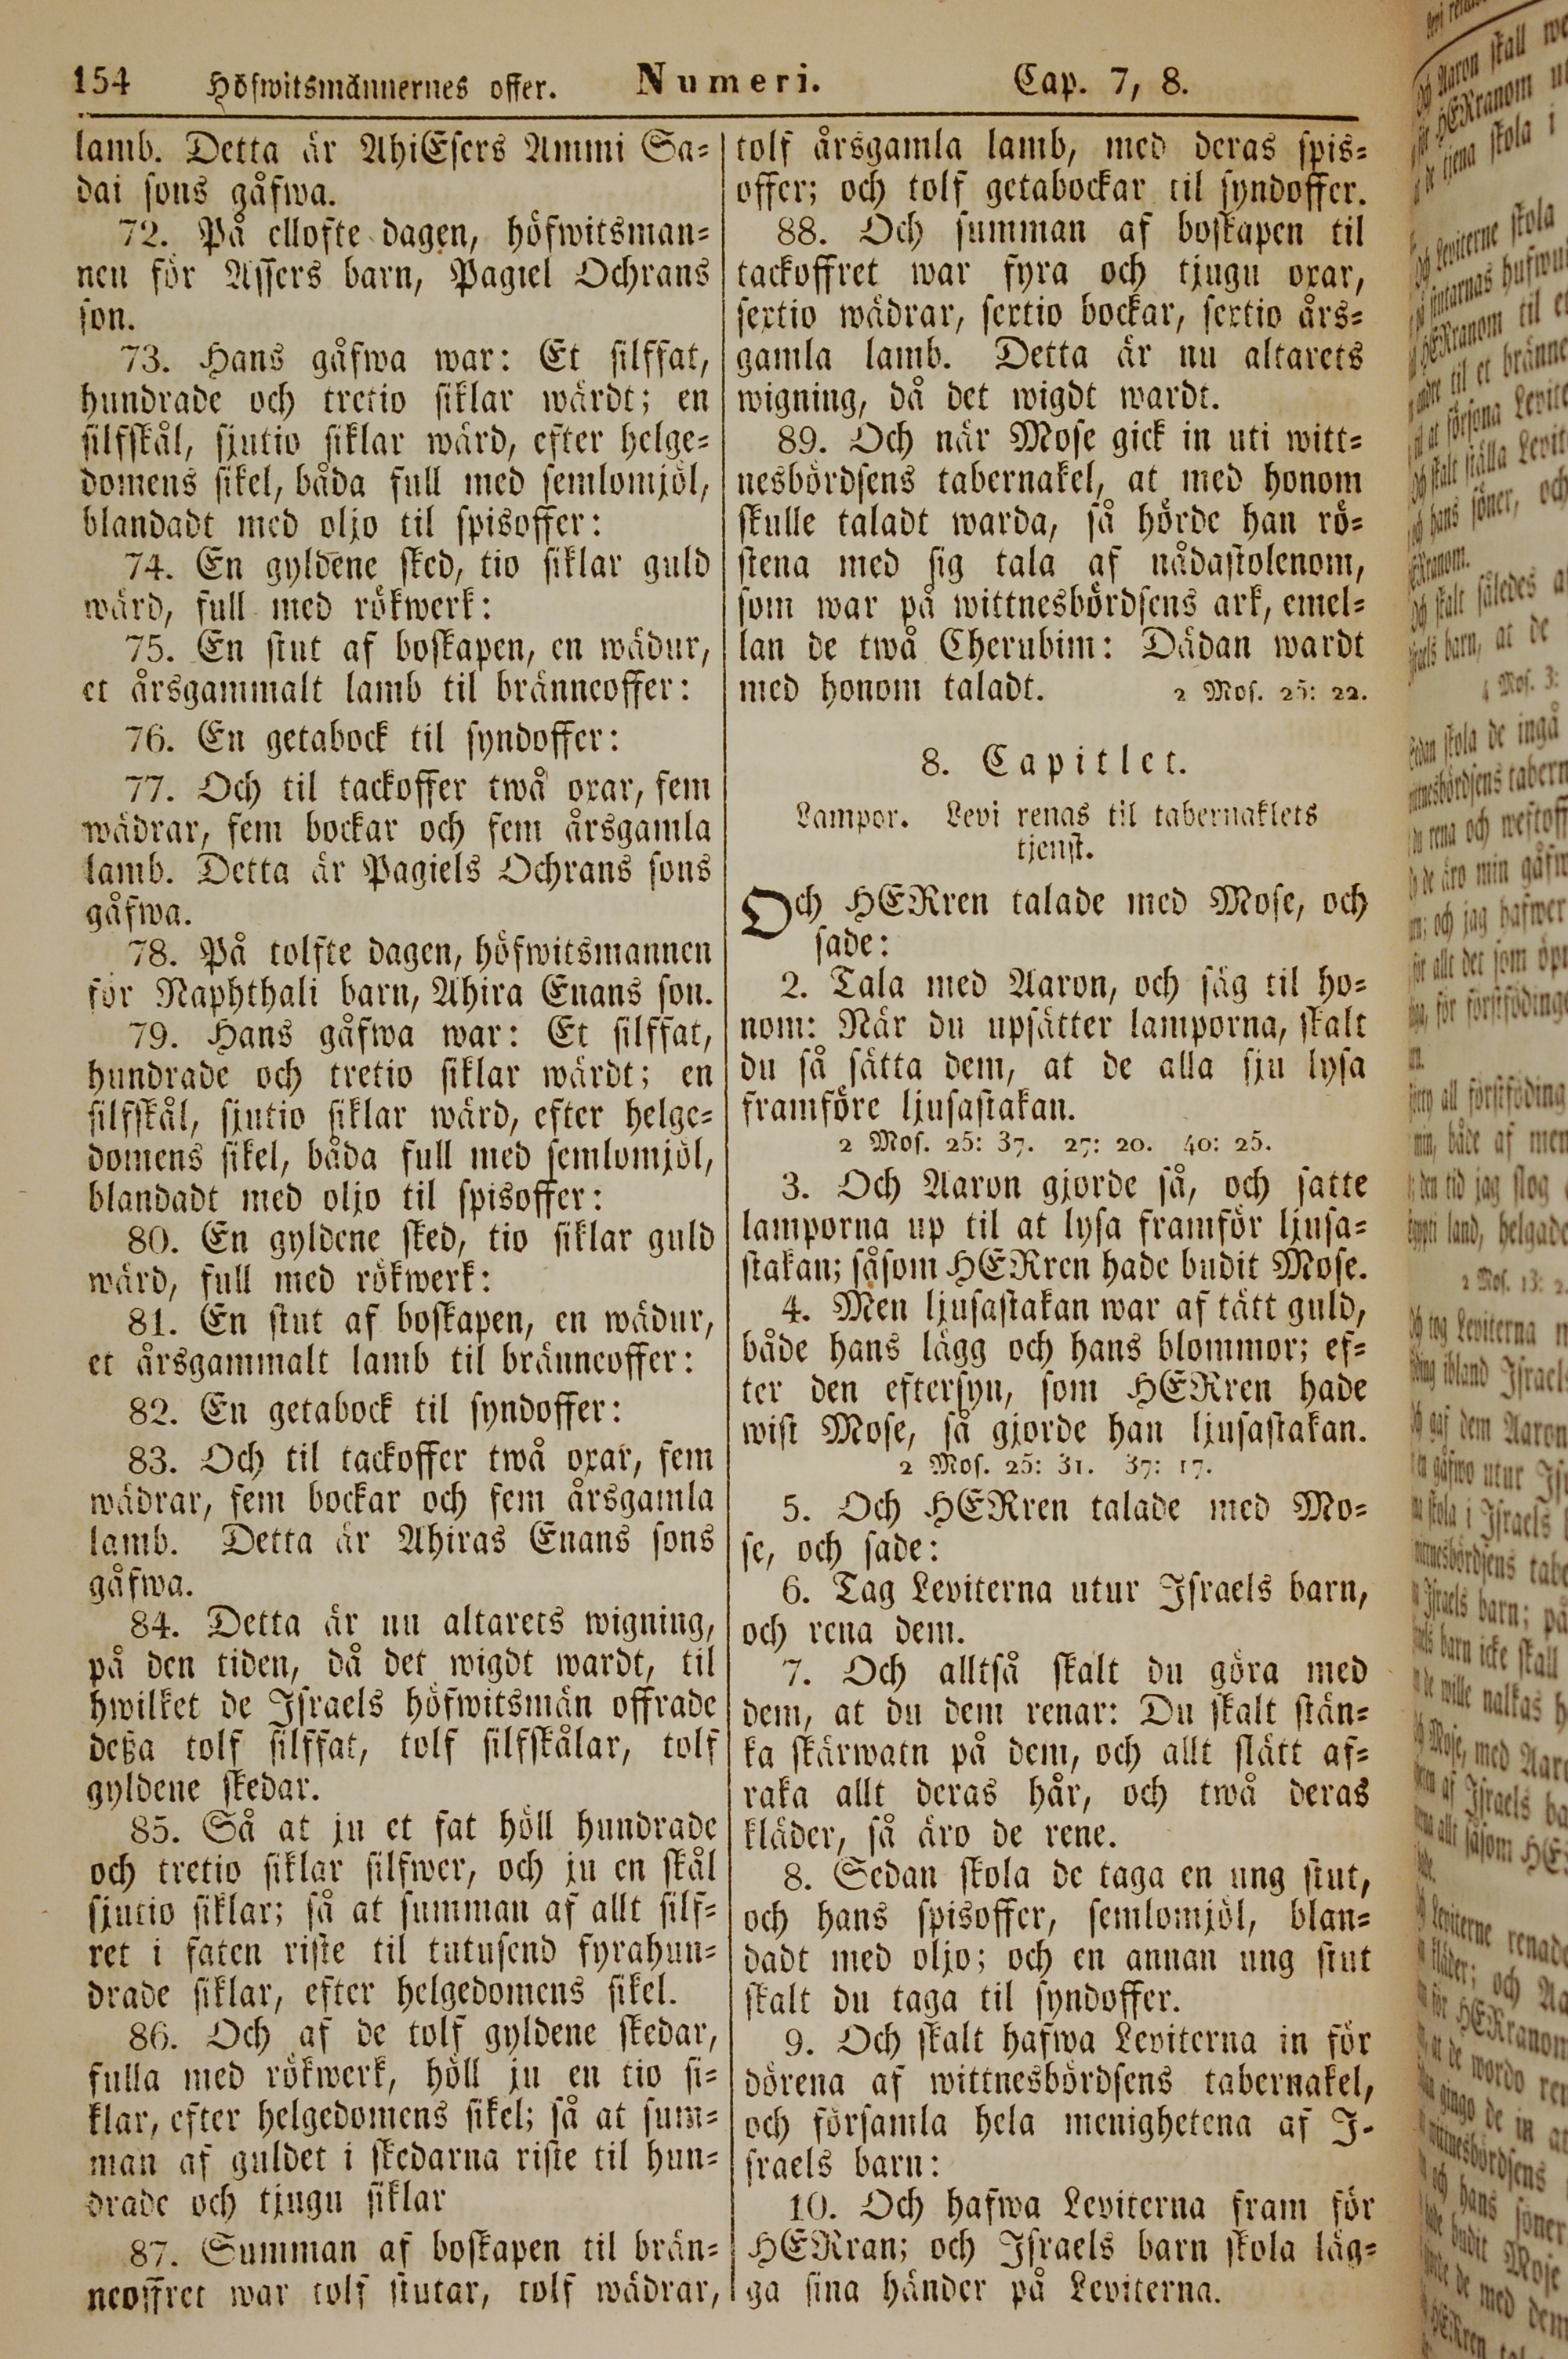 154 Höfwitsmännernes offer. Numeri. Cap. 7, 8.
lamb. Detta är AhiEsers Ammi Sa=
dai sons gåfwa.
72. På ellofte dagen, höfwitsman=
nen för Assers barn, Pagiel Ochrans
son.
73. Hans gåfwa war: Et silffat,
hundrade och tretio siklar wärdt; en
silfskål, sjutio siklar wärd, efter helge=
domens sikel, båda full med semlomjöl,
blandadt med oljo til spisoffer:
74. En gyldene sked, tio siklar guld
wärd, full med rökwerk:
75. En stut af boskapen, en wädur,
et årsgammalt lamb til bränneoffer:
76. En getabock til syndoffer:
77. Och til tackoffer twå oxar, fem
wädrar, fem bockar och fem årsgamla
lamb. Detta är Pagiels Ochrans sons
gåfwa.
78. På tolfte dagen, höfwitsmannen
för Naphthali barn, Ahira Enans son.
79. Hans gåfwa war: Et silffat,
hundrade och tretio siklar wärdt; en
silfskål, sjutio siklar wärd, efter helge=
domens sikel, båda full med semlomjöl,
blandadt med oljo til spisoffer:
80. En gyldene sked, tio siklar guld
wärd, full med rökwerk:
81. En stut af boskapen, en wädur,
et årsgammalt lamb til bränneoffer:
82. En getabock til syndoffer:
83. Och til tackoffer twå oxar, fem
wädrar, fem bockar och fem årsgamla
lamb. Detta är Ahiras Enans sons
gåfwa.
84. Detta är nu altarets wigning,
på den tiden, då det wigdt wardt, til
hwilket de Israels höfwitsmän offrade
deßa tolf silffat, tolf silfskålar, tolf
gyldene skedar.
85. Så at ju et fat höll hundrade
och tretio siklar silfwer, och ju en skål
sjutio siklar; så at summan af allt silf=
ret i faten riste til tutusend fyrahun=
drade siklar, efter helgedomens sikel.
86. Och af de tolf gyldene skedar,
fulla med rökwerk, höll ju en tio si=
klar, efter helgedomens sikel; så at sum=
man af guldet i skedarna riste til hun=
drade och tjugu siklar
87. Summan af boskapen til brän=
neoffret war tolf stutar, tolf wädrar,
tolf årsgamla lamb, med deras spis=
offer; och tolf getabockar til syndoffer.
88. Och summan af boskapen til
tackoffret war fyra och tjugu oxar,
sextio wädrar, sextio bockar, sextio års=
gamla lamb. Detta är nu altarets
wigning, då det wigdt wardt.
89. Och när Mose gick in uti witt=
nesbördsens tabernakel, at med honom
skulle taladt warda, så hörde han rö=
stena med sig tala af nådastolenom,
som war på wittnesbördsens ark, emel=
lan de twå Cherubim: Dädan wardt
med honom taladt. 2 Mos. 25: 22.
8. Capitlet.
Lampor. Levi renas til tabernaklets
tjenst.
Och HERren talade med Mose, och
sade:
2. Tala med Aaron, och säg til ho=
nom: När du upsätter lamporna, skalt
du så sätta dem, at de alla sju lysa
framföre ljusastakan.
2 Mos. 25: 37. 27: 20. 40: 25.
3. Och Aaron gjorde så, och satte
lamporna up til at lysa framför ljusa=
stakan; såsom HERren hade budit Mose.
4. Men ljusastakan war af tätt guld,
både hans lägg och hans blommor; ef=
ter den eftersyn, som HERren hade
wist Mose, så gjorde han ljusastakan.
2 Mos. 25: 31. 37: 17.
5. Och HERren talade med Mo=
se, och sade:
6. Tag Leviterna utur Israels barn,
och rena dem.
7. Och alltså skalt du göra med
dem, at du dem renar: Du skalt stän=
ka skärwatn på dem, och allt slätt af=
raka allt deras hår, och twå deras
kläder, så äro de rene.
8. Sedan skola de taga en ung stut,
och hans spisoffer, semlomjöl, blan=
dadt med oljo; och en annan ung stut
skalt du taga til syndoffer.
9. Och skalt hafwa Leviterna in för
dörena af wittnesbördsens tabernakel,
och församla hela menighetena af I-
sraels barn:
10. Och hafwa Leviterna fram för
HERran; och Israels barn skola läg=
ga sina händer på Leviterna.